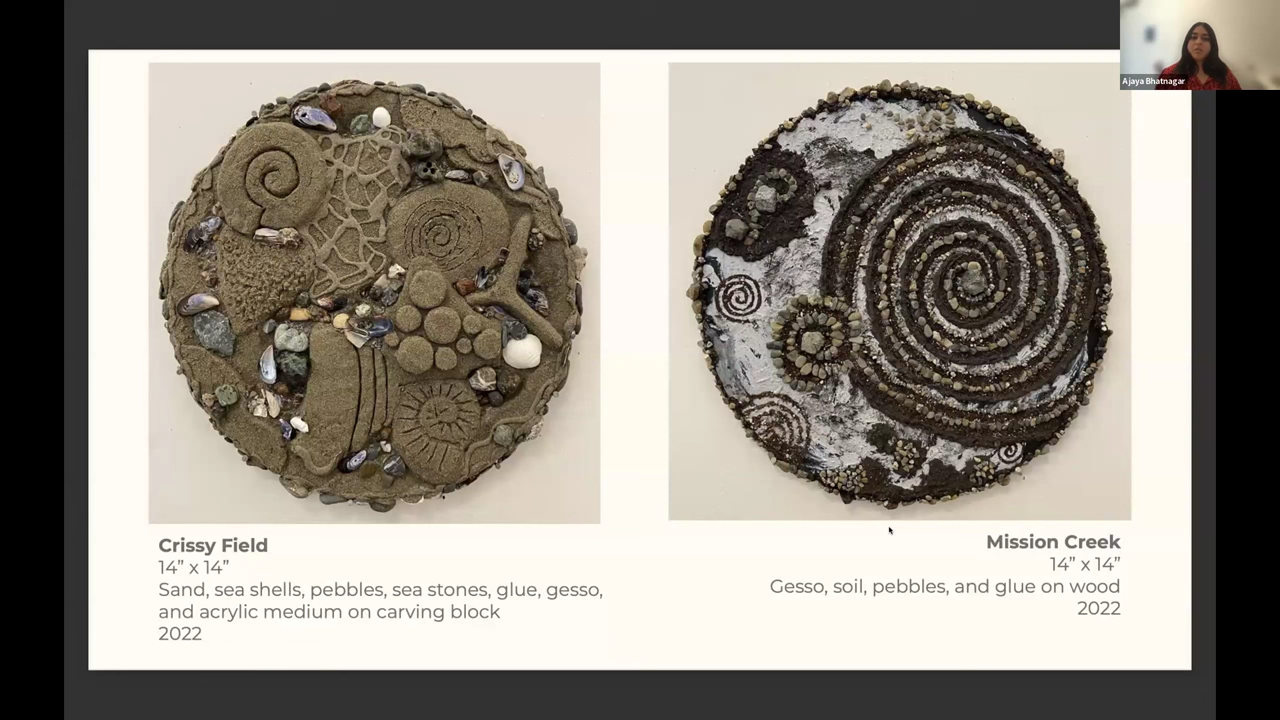 Ajaya Bhatnagar
Crissy Field
14” x 14”
Sand, sea shells, pebbles, sea stones, glue, gesso,
and acrylic medium on carving block
2022
Mission Creek
14” x 14”
Gesso, soil, pebbles, and glue on wood
2022